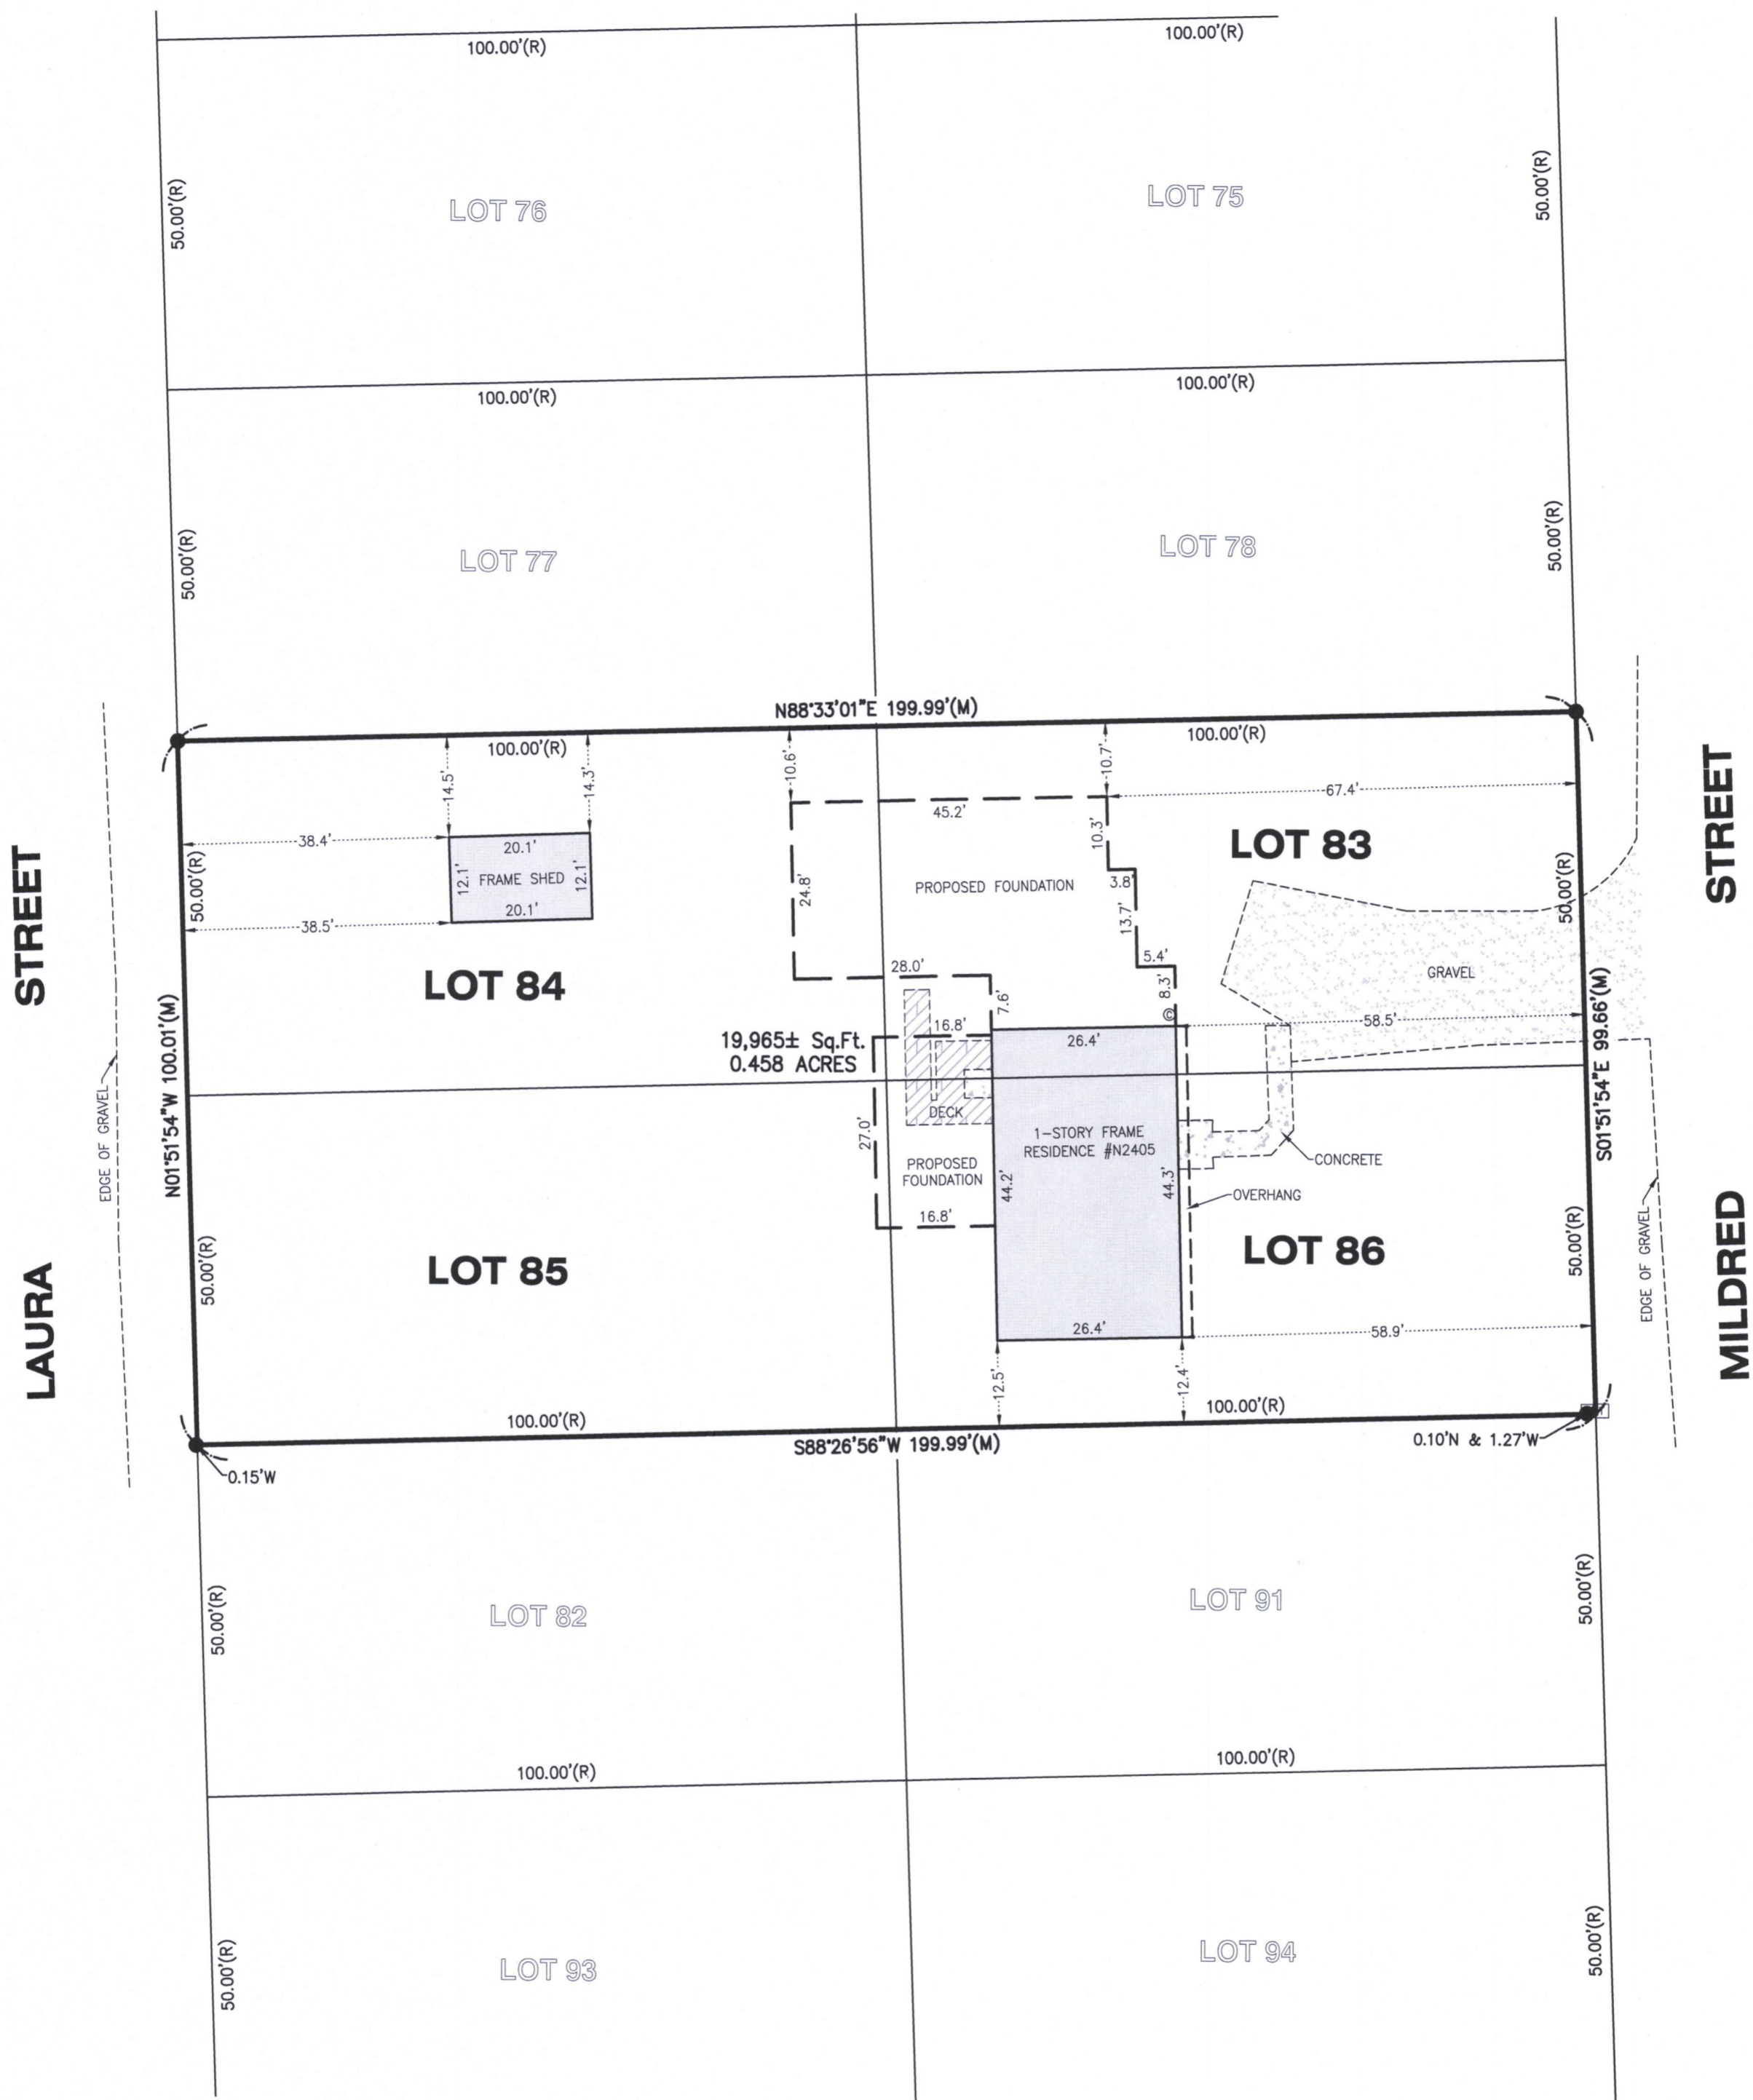 100.00'(R)
100.00'(R)
50.00'(R)
LOT 76
LOT 75
50.00'(R)
100.00'(R)
100.00'(R)
50.00'(R)
LOT 77
LOT 78
50.00'(R)
N88°33'01"E 199.99'(M)
100.00'(R)
100.00'(R)
14.5'
14.3'
10.6'
10.7'
67.4'
38.4'
20.1'
12.1'
FRAME SHED
12.1'
20.1'
38.5'
50.00'(R)
45.2'
10.3'
LOT 83
24.8'
PROPOSED FOUNDATION
3.8'
13.7'
50.00'(R)
5.4'
28.0'
8.3'
7.6'
GRAVEL
LOT 84
STREET
STREET
©
16.8'
26.4'
58.5'
19,965± Sq.Ft.
0.458 ACRES
N01°51'54"W 100.01'(M)
S01°51'54"E 99.66'(M)
EDGE OF GRAVEL
DECK
27.0'
1-STORY FRAME
RESIDENCE #N2405
CONCRETE
PROPOSED
FOUNDATION
44.2'
44.3'
OVERHANG
16.8'
LOT 85
LOT 86
50.00'(R)
50.00'(R)
EDGE OF GRAVEL
LAURA
MILDRED
26.4'
58.9'
12.5'
12.4'
100.00'(R)
100.00'(R)
S88°26'56"W 199.99'(M)
0.10'N & 1.27'W
0.15'W
50.00'(R)
LOT 82
LOT 91
50.00'(R)
100.00'(R)
100.00'(R)
50.00'(R)
LOT 93
LOT 94
50.00'(R)